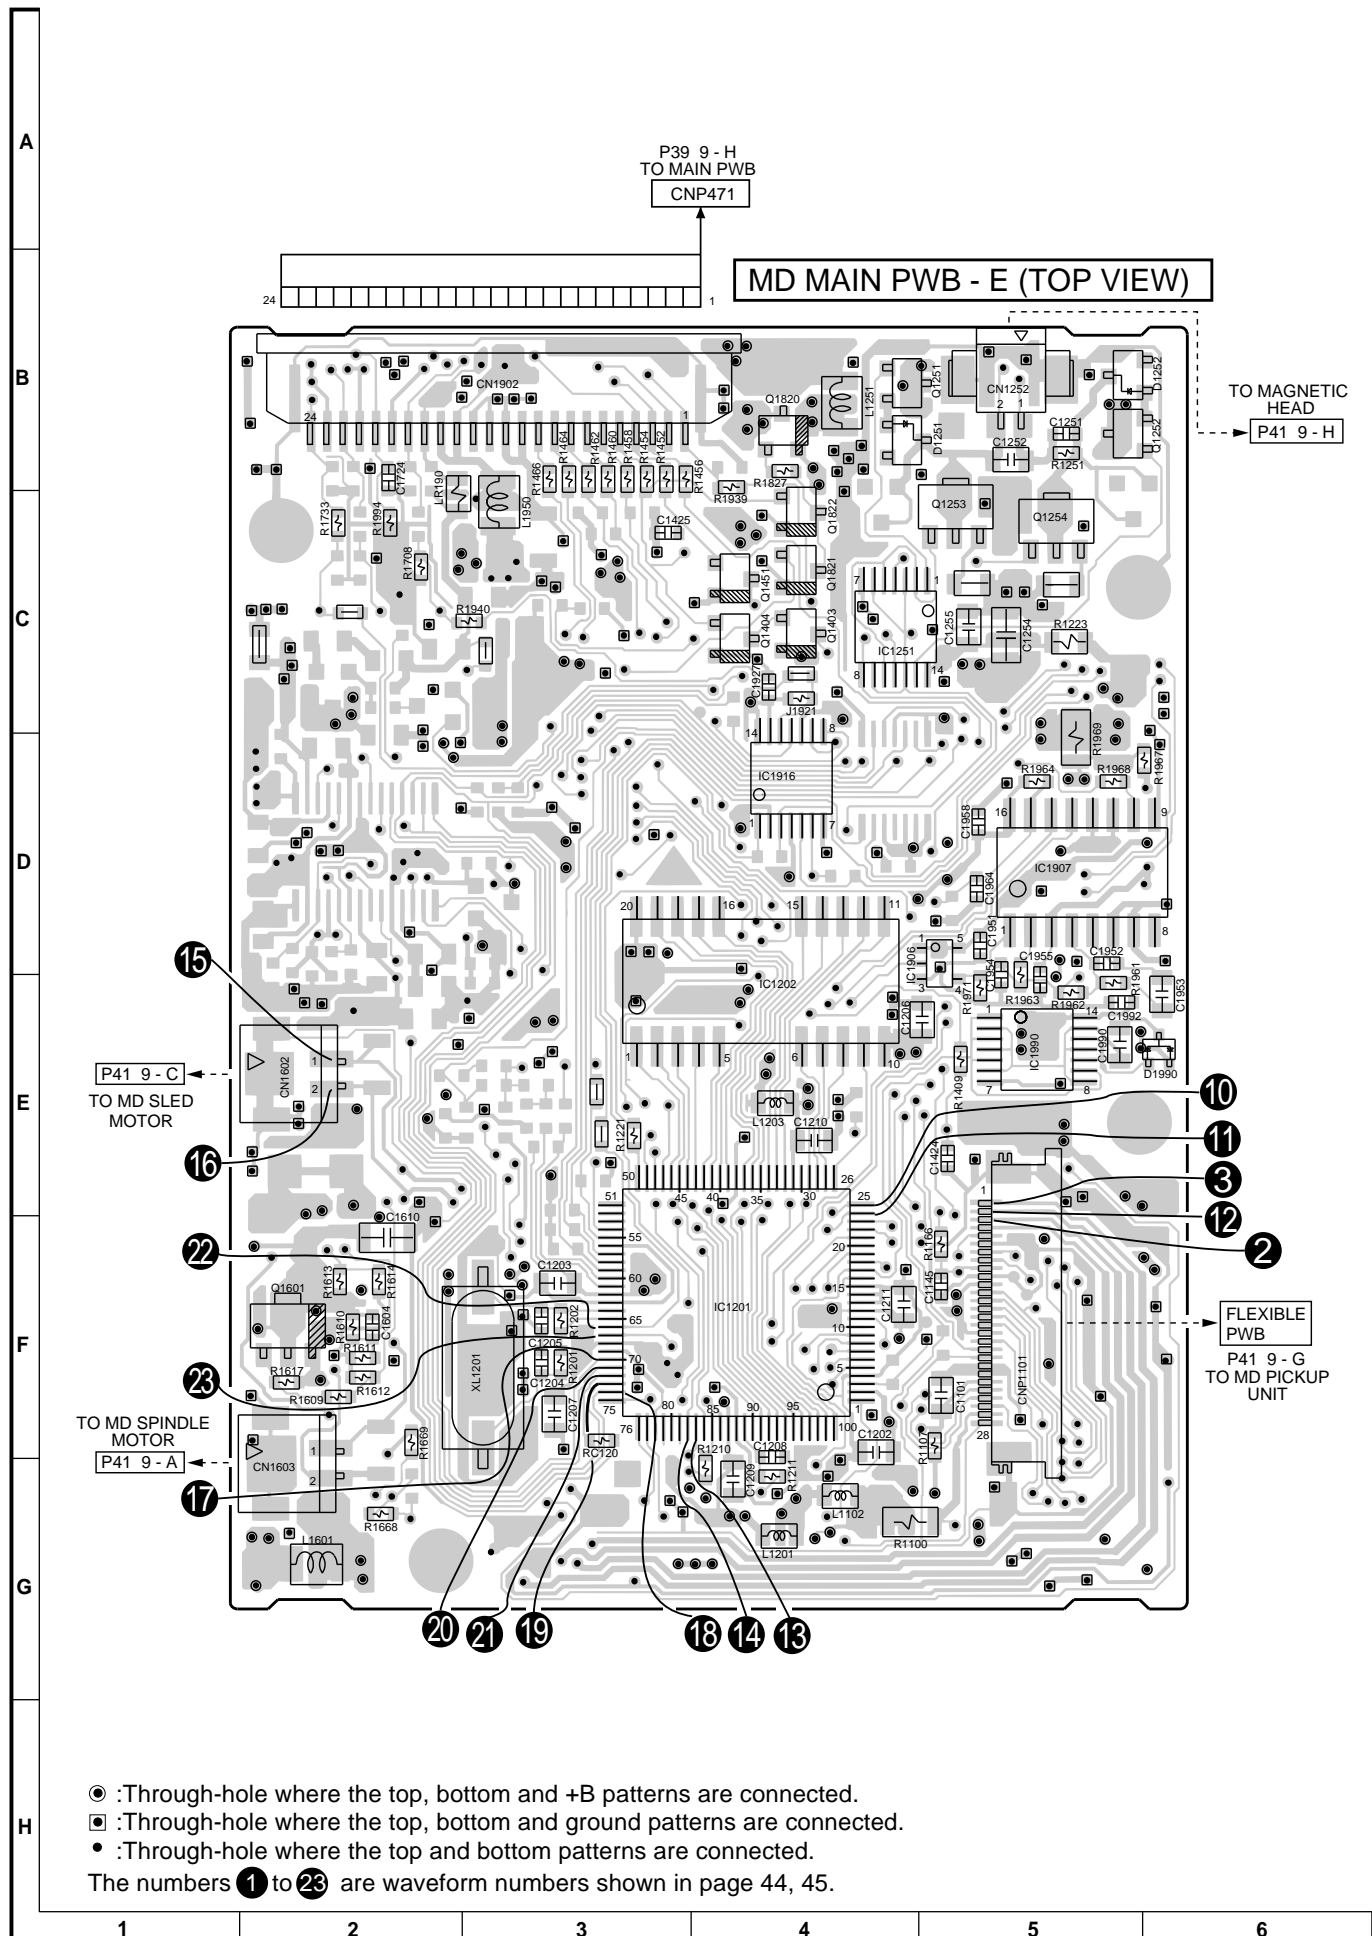 A
P39 9 - H
TO MAIN PWB
CNP471
24
1
MD MAIN PWB - E (TOP VIEW)
B
CN1902
24
1
Q1820
L1251
Q1251
D1251
CN1252
2 1
D1252
Q1252
C1252
C1251
R1251
TO MAGNETIC
HEAD
P41 9 - H
C1724
LR190
L1950
R1466
R1464
R1462
R1460
R1458
R1454
R1452
R1456
R1939
R1827
Q1822
Q1253
Q1254
R1733
R1994
R1708
C1425
Q1451
Q1821
7
1
C
R1940
Q1404
Q1403
IC1251
8
14
C1255
C1254
R1223
C1927
J1921
14
8
IC1916
1
7
R1969
R1964
R1968
R1967
C1958
16
9
IC1907
1
8
D
C1964
20
16
15
11
IC1202
1
5
6
10
C1951
IC1906
1
5
3
4
C1954
C1955
C1952
R1971
R1963
R1962
R1961
C1953
C1992
C1206
1
14
IC1990
7
8
C1990
D1990
R1409
15
P41 9 - C
TO MD SLED
MOTOR
CN1602
1
2
16
E
L1203
C1210
R1221
C1424
10
11
3
12
2
50
45
40
35
30
26
51
25
55
20
60
15
65
10
70
5
75
1
76
80
85
90
95
100
IC1201
1
28
CNP1101
C1610
22
C1203
R1166
C1145
C1211
F
Q1601
R1613
R1614
R1610
C1604
R1611
R1617
R1612
R1609
R1202
C1205
R1201
C1204
XL1201
C1207
23
FLEXIBLE
PWB
P41 9 - G
TO MD PICKUP
UNIT
C1101
R1107
TO MD SPINDLE
MOTOR
P41 9 - A
CN1603
1
2
R1669
RC120
R1210
C1208
C1209
R1211
C1202
17
R1668
L1102
L1601
L1201
R1100
G
20
21
19
18
14
13
:Through-hole where the top, bottom and +B patterns are connected.
H
:Through-hole where the top, bottom and ground patterns are connected.
:Through-hole where the top and bottom patterns are connected.
The numbers 1 to 23 are waveform numbers shown in page 44, 45.
1 2 3 4 5 6